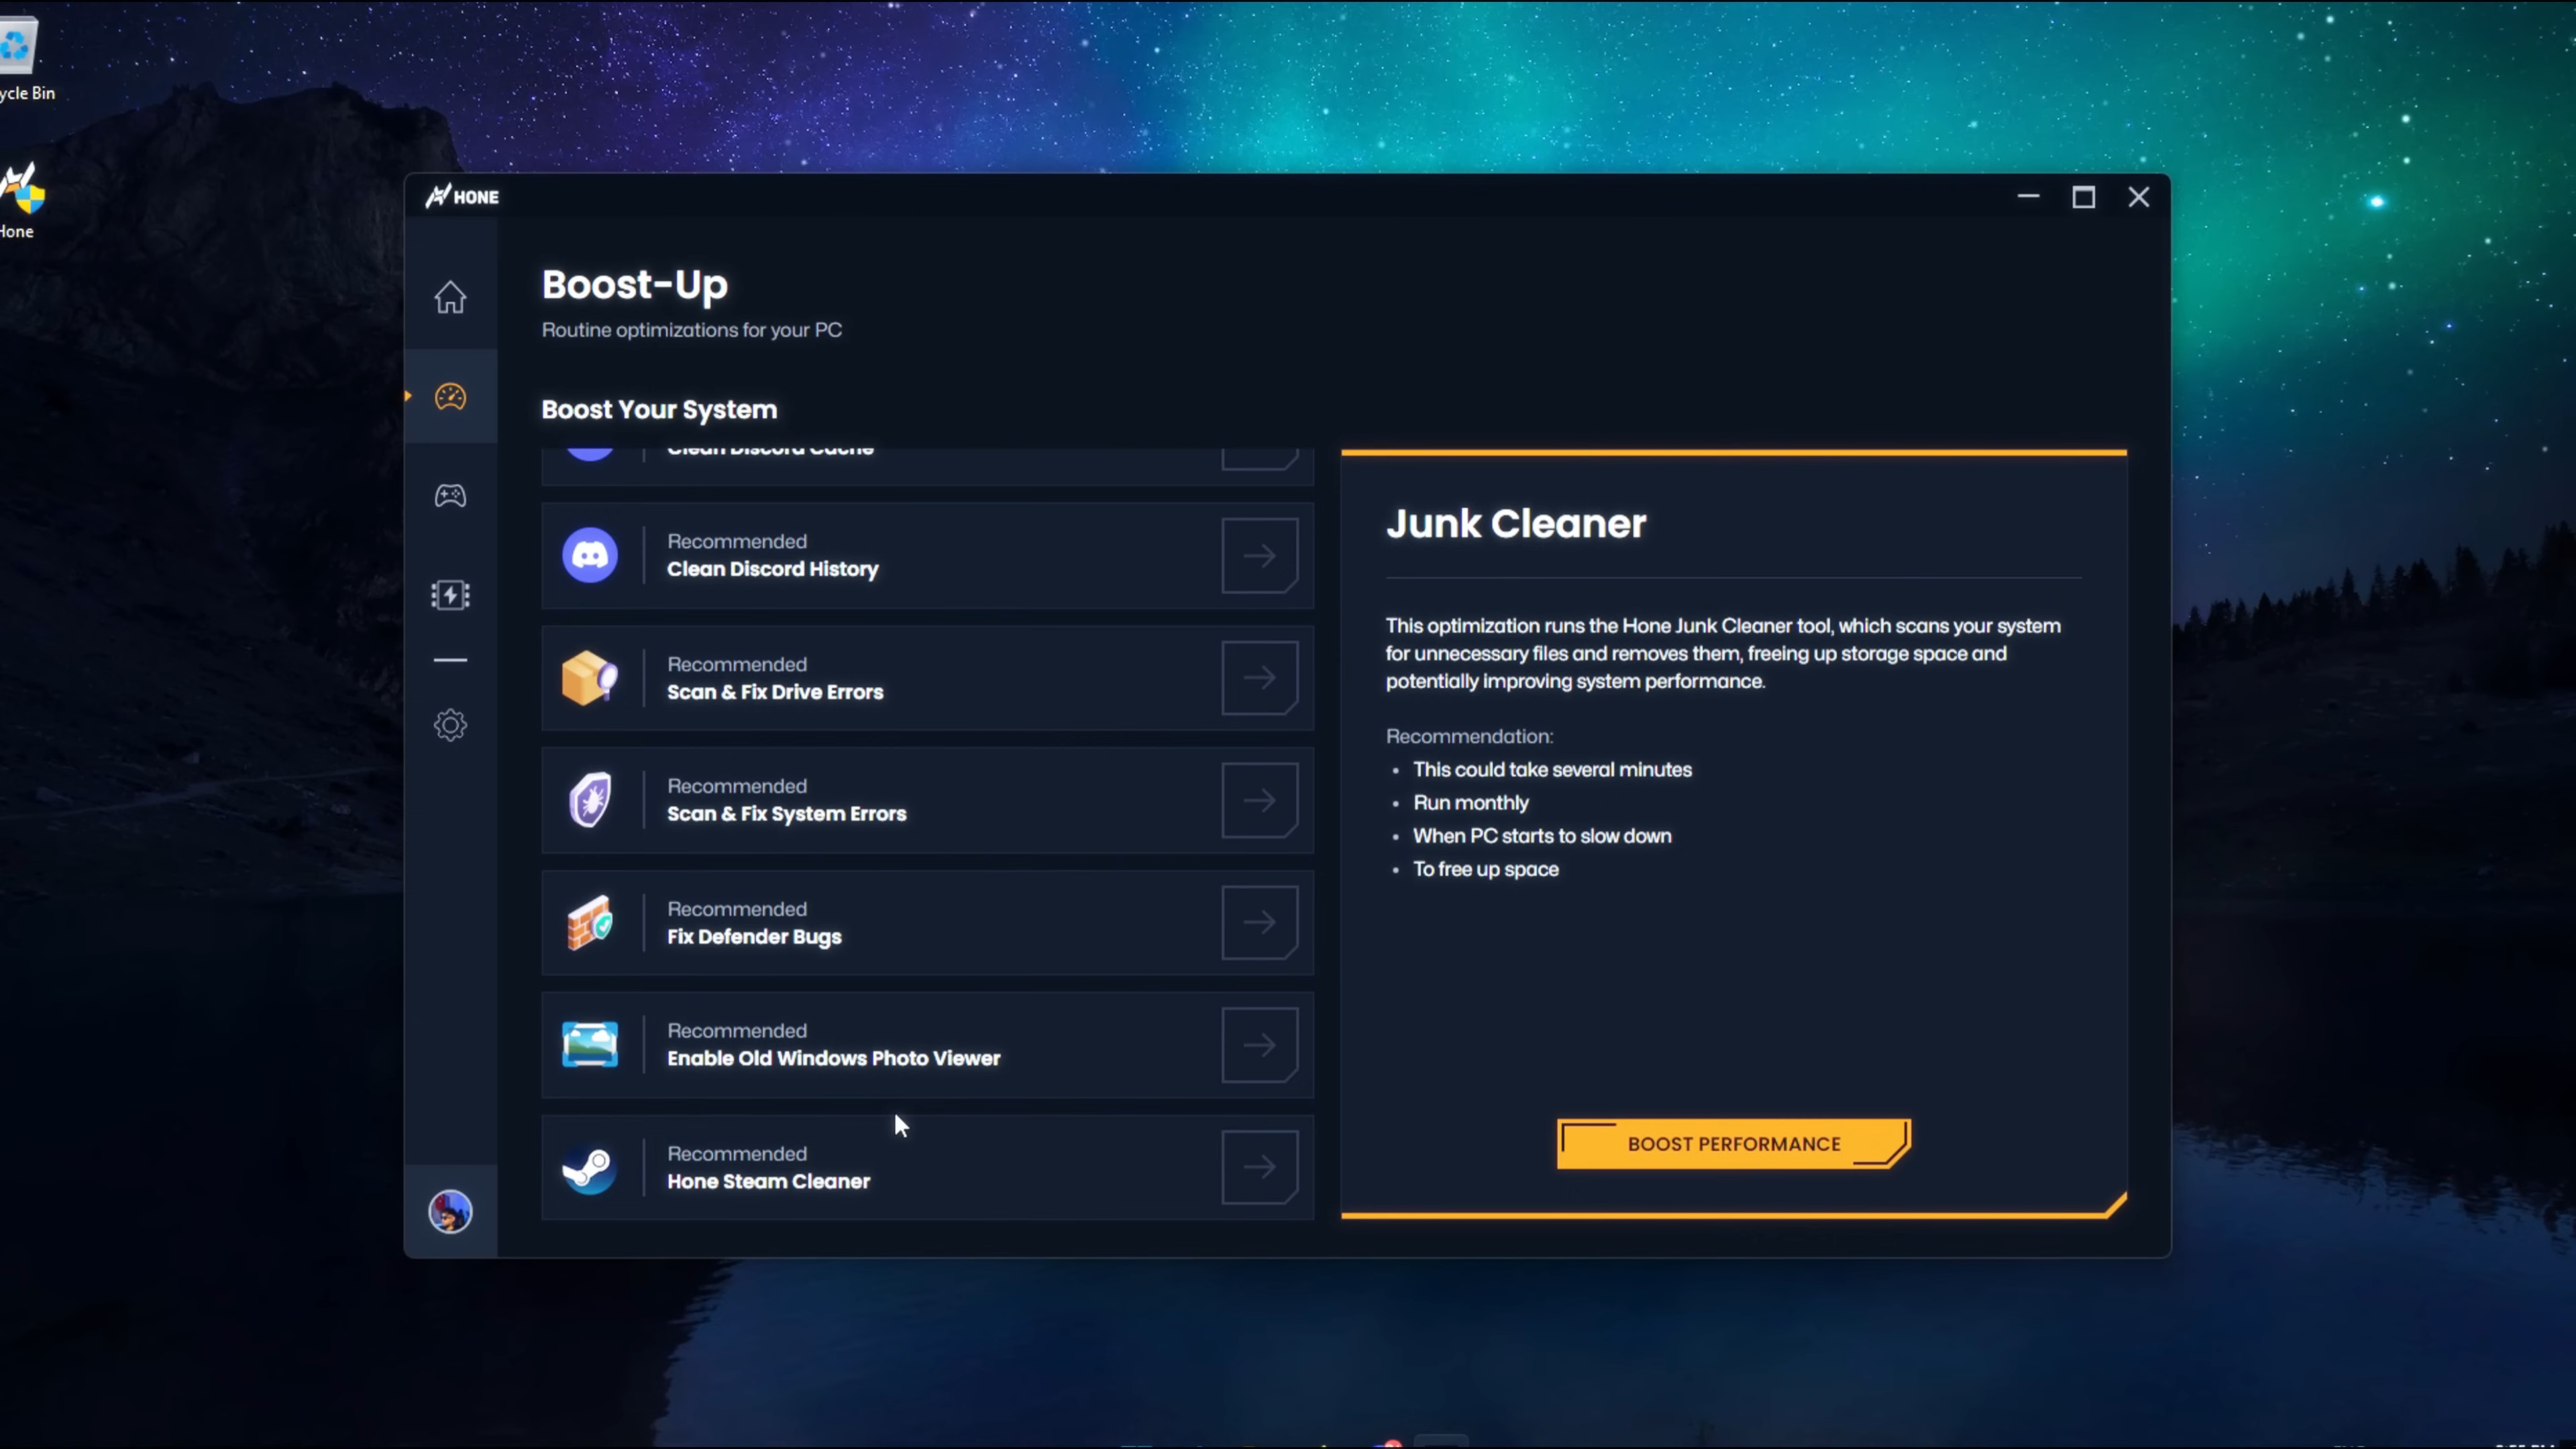 ycle Bin
Hone
HONE
Boost-Up
Routine optimizations for your PC
Boost Your System
Clean Discord Cache
Recommended
Clean Discord History
Recommended
Scan & Fix Drive Errors
Recommended
Scan & Fix System Errors
Recommended
Fix Defender Bugs
Recommended
Enable Old Windows Photo Viewer
Recommended
Hone Steam Cleaner
Junk Cleaner
This optimization runs the Hone Junk Cleaner tool, which scans your system
for unnecessary files and removes them, freeing up storage space and
potentially improving system performance.
Recommendation:
• This could take several minutes
• Run monthly
• When PC starts to slow down
• To free up space
BOOST PERFORMANCE